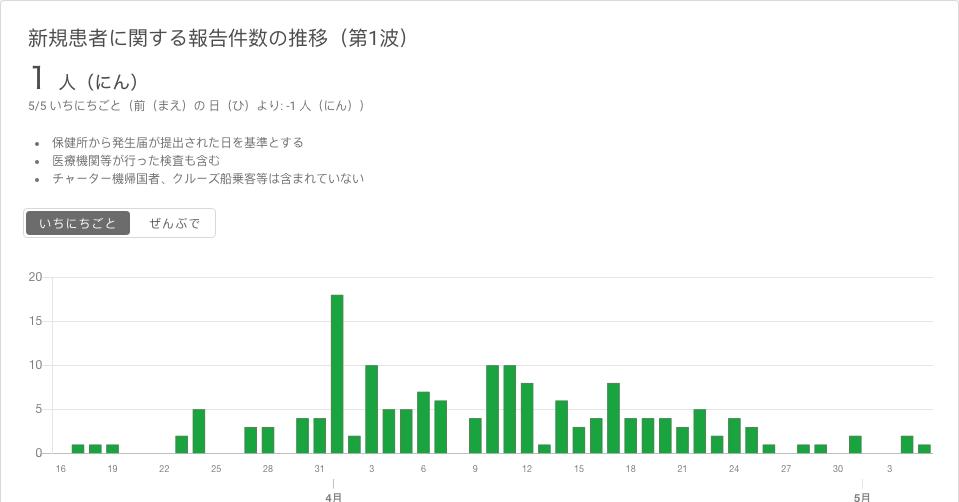 新規患者に関する報告件数の推移（第1波）
1 人（にん）
5/5 いちにちごと（前（まえ）の 日（ひ）より: -1 人（にん））
保健所から発生届が提出された日を基準とする
医療機関等が行った検査も含む
チャーター機帰国者、クルーズ船乗客等は含まれていない
いちにちごと ぜんぶで
20
15
10
5
0
16 19 22 25 28 31 3 6 9 12 15 18 21 24 27 30 3
4月 5月